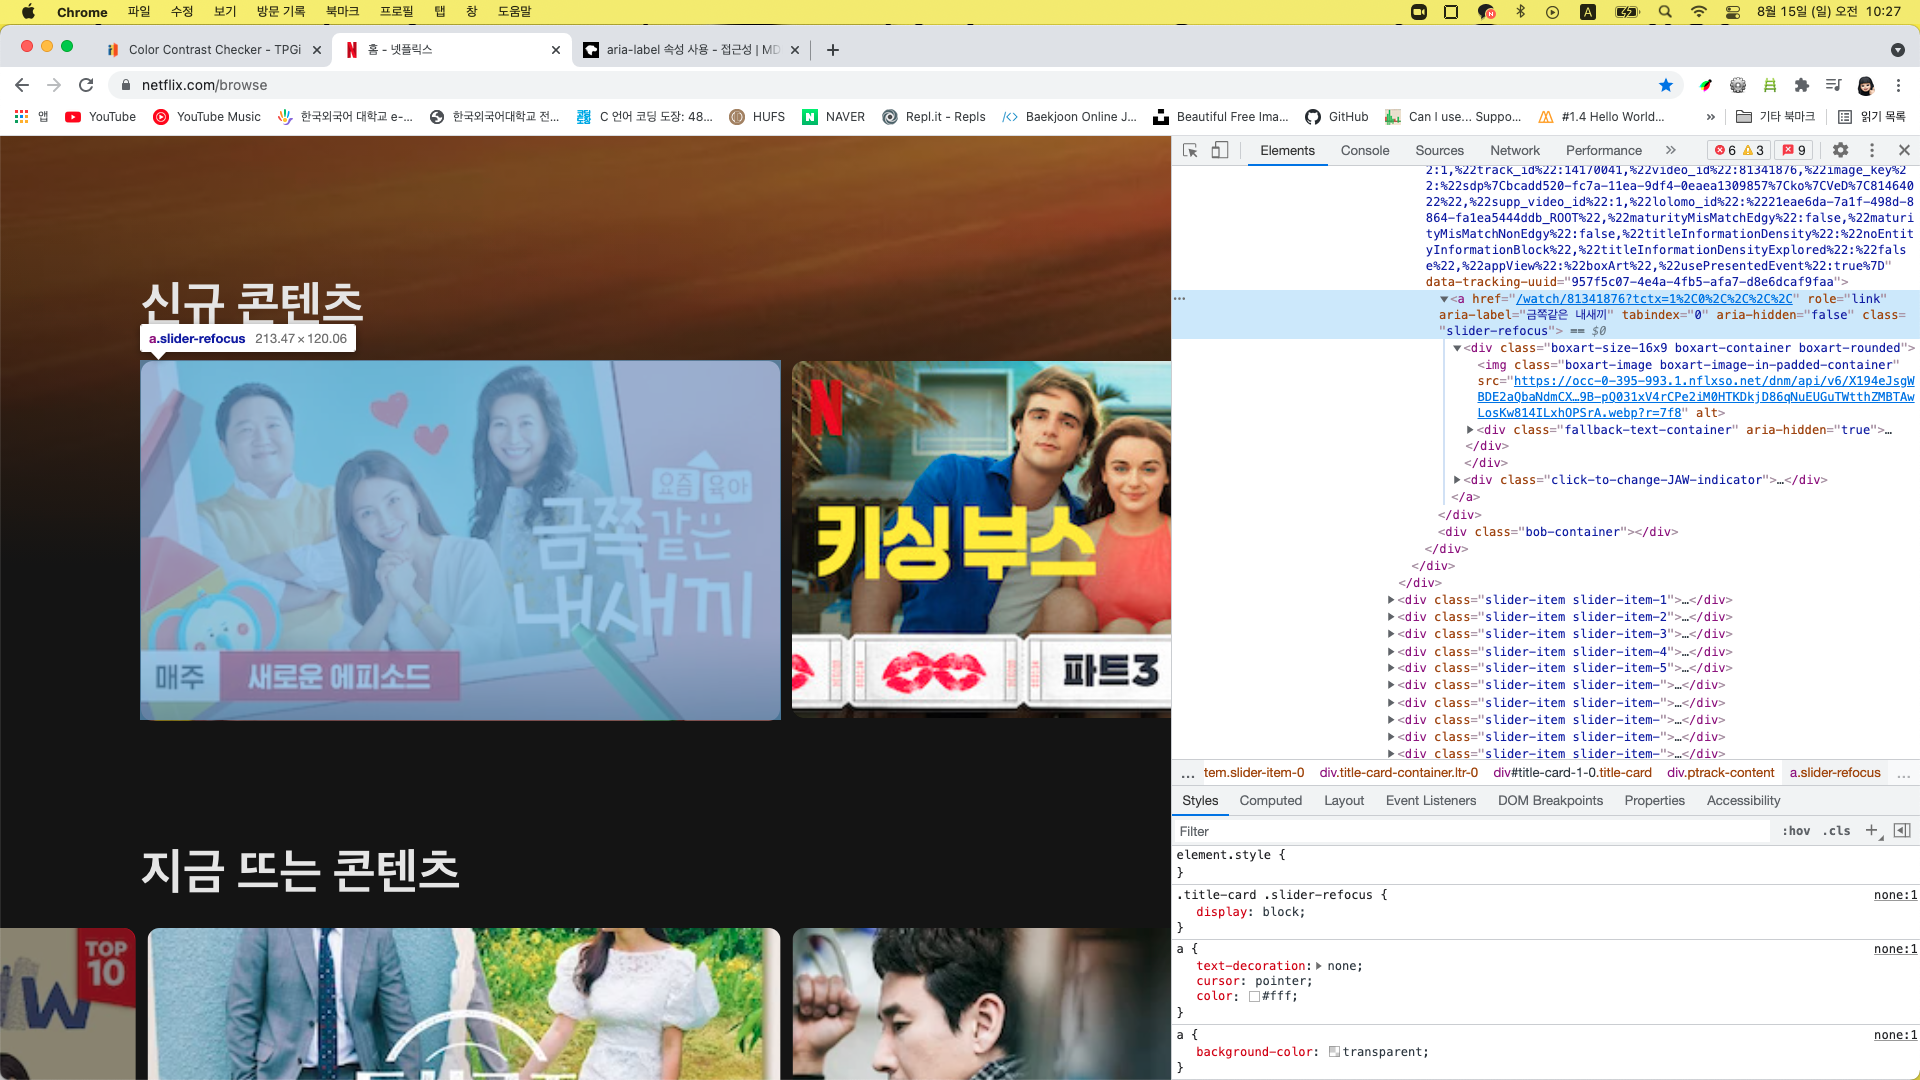 Chrome 파일 수정 보기 방문 기록 북마크 프로필 탭 창 도움말 A 8월 15일 (일) 오전 10:27
Color Contrast Checker - TPGi 홈 - 넷플릭스 aria-label 속성 사용 - 접근성 | MD
netflix.com/browse
앱 YouTube YouTube Music 한국외국어 대학교 e-... 한국외국어대학교 전... C 언어 코딩 도장: 48... HUFS NAVER Repl.it - Repls Baekjoon Online J... Beautiful Free Ima... GitHub Can I use... Suppo... #1.4 Hello World... » 기타 북마크 읽기 목록
신규 콘텐츠
a.slider-refocus 213.47 × 120.06
요즘 육아
금쪽같은
내새끼
매주 새로운 에피소드
N
키싱 부스
파트3
지금 뜨는 콘텐츠
TOP
10
W
Elements Console Sources Network Performance » 6 3 9
2:1,%22track_id%22:14170041,%22video_id%22:81341876,%22image_key%2
2:%22sdp%7Cbcadd520-fc7a-11ea-9df4-0eaea1309857%7Cko%7CVeD%7C814640
22%22,%22supp_video_id%22:1,%22lolomo_id%22:%2221eae6da-7a1f-498d-8
864-fa1ea5444ddb_ROOT%22,%22maturityMisMatchEdgy%22:false,%22maturi
tyMisMatchNonEdgy%22:false,%22titleInformationDensity%22:%22noEntit
yInformationBlock%22,%22titleInformationDensityExplored%22:%22fals
e%22,%22appView%22:%22boxArt%22,%22usePresentedEvent%22:true%7D"
data-tracking-uuid="957f5c07-4e4a-4fb5-afa7-d8e6dcaf9faa">
<a href="/watch/81341876?tctx=1%2C0%2C%2C%2C%2C" role="link"
aria-label="금쪽같은 내새끼" tabindex="0" aria-hidden="false" class=
"slider-refocus"> == $0
<div class="boxart-size-16x9 boxart-container boxart-rounded">
<img class="boxart-image boxart-image-in-padded-container"
src="https://occ-0-395-993.1.nflxso.net/dnm/api/v6/X194eJsgW
BDE2aQbaNdmCX…9B-pQ031xV4rCPe2iM0HTKDkjD86qNuEUGuTWtthZMBTAw
LosKw814ILxhOPSrA.webp?r=7f8" alt>
<div class="fallback-text-container" aria-hidden="true">…
</div>
</div>
<div class="click-to-change-JAW-indicator">…</div>
</a>
</div>
<div class="bob-container"></div>
</div>
</div>
</div>
<div class="slider-item slider-item-1">…</div>
<div class="slider-item slider-item-2">…</div>
<div class="slider-item slider-item-3">…</div>
<div class="slider-item slider-item-4">…</div>
<div class="slider-item slider-item-5">…</div>
<div class="slider-item slider-item-">…</div>
<div class="slider-item slider-item-">…</div>
<div class="slider-item slider-item-">…</div>
<div class="slider-item slider-item-">…</div>
<div class="slider-item slider-item-">…</div>
... tem.slider-item-0 div.title-card-container.ltr-0 div#title-card-1-0.title-card div.ptrack-content a.slider-refocus ...
Styles Computed Layout Event Listeners DOM Breakpoints Properties Accessibility
Filter :hov .cls +
element.style {
}
.title-card .slider-refocus { none:1
display: block;
}
a { none:1
text-decoration: none;
cursor: pointer;
color: #fff;
}
a { none:1
background-color: transparent;
}